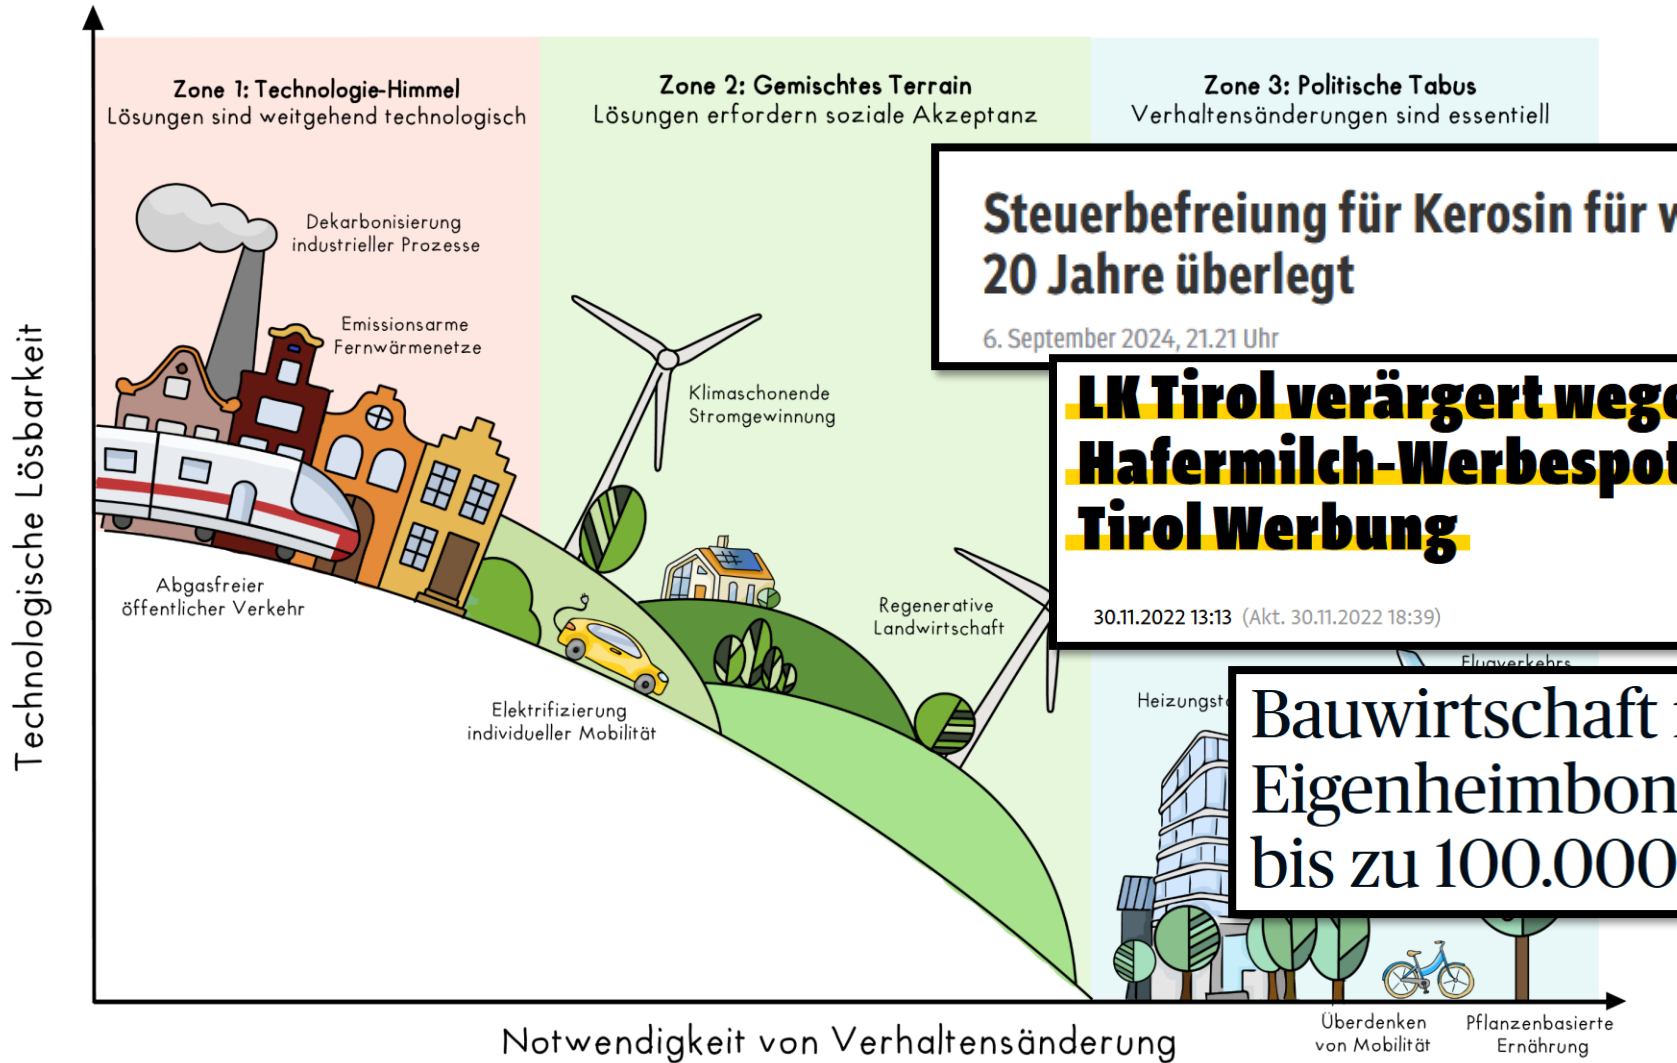 Zone 1: Technologie-Himmel
Lösungen sind weitgehend technologisch
Zone 2: Gemischtes Terrain
Lösungen erfordern soziale Akzeptanz
Zone 3: Politische Tabus
Verhaltensänderungen sind essentiell
Dekarbonisierung
industrieller Prozesse
Emissionsarme
Fernwärmenetze
Abgasfreier
öffentlicher Verkehr
Klimaschonende
Stromgewinnung
Elektrifizierung
individueller Mobilität
Regenerative
Landwirtschaft
Steuerbefreiung für Kerosin für
20 Jahre überlegt
6. September 2024, 21.21 Uhr
LK Tirol verärgert
Hafermilch-Werbespot
Tirol Werbung
30.11.2022 13:13 (Akt. 30.11.2022 18:39)
Flugverkehrs
Bauwirtschaft
bis zu 100.000
Überdenken
von Mobilität
Pflanzenbasierte
Ernährung
Technologische Lösbarkeit
Notwendigkeit von Verhaltensänderung